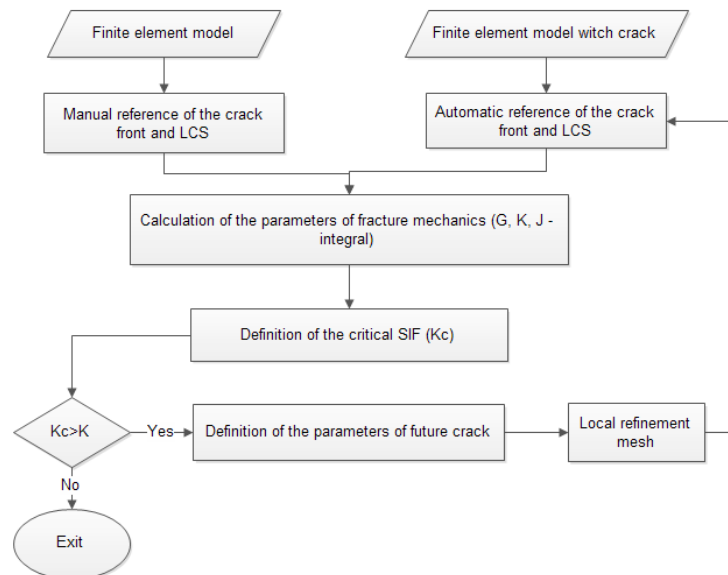 Finite element model
Finite element model witch crack
Manual reference of the crack
front and LCS
Automatic reference of the crack
front and LCS
Calculation of the parameters of fracture mechanics (G, K, J -
integral)
Definition of the critical SIF (Kc)
Kc>K
Yes
Definition of the parameters of future crack
Local refinement
mesh
No
Exit